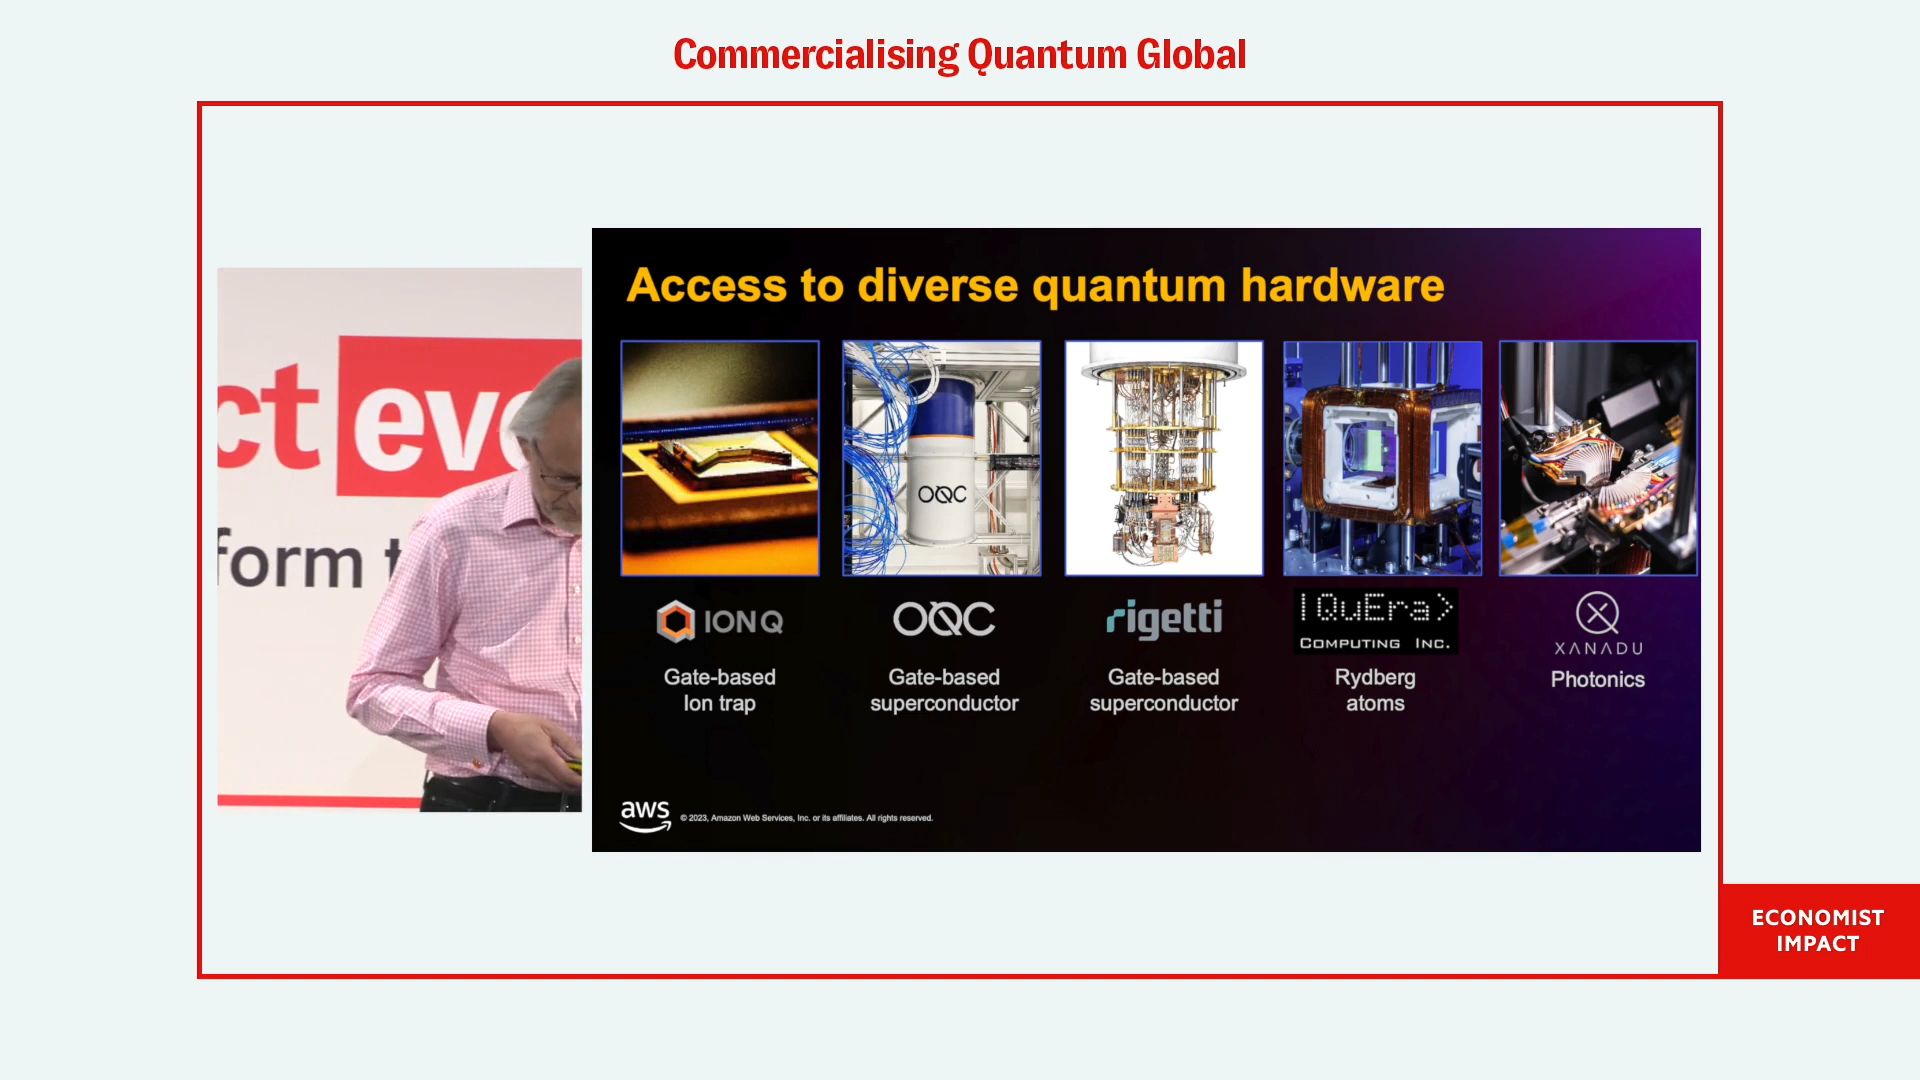 Commercialising Quantum Global
ct eve
form t
Access to diverse quantum hardware
OQC
IONQ
Gate-based
Ion trap
OQC
Gate-based
superconductor
rigetti
Gate-based
superconductor
|QuEra>
COMPUTING INC.
Rydberg
atoms
XANADU
Photonics
aws
© 2023, Amazon Web Services, Inc. or its affiliates. All rights reserved.
ECONOMIST
IMPACT